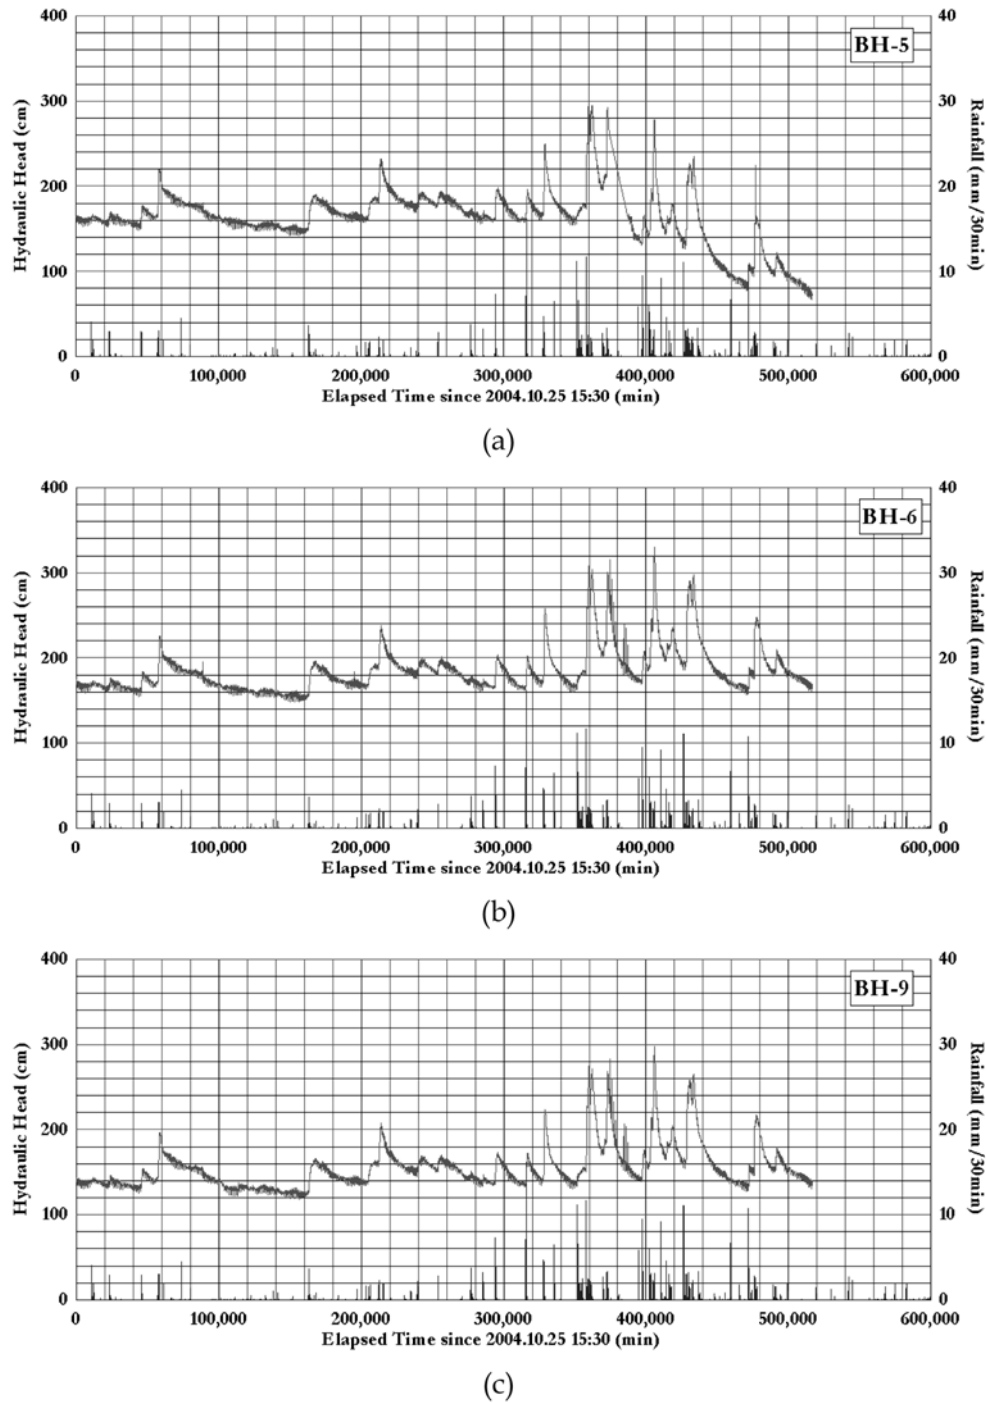 400
40
BH-5
300
30
200
20
100
10
0
0
Hydraulic Head (cm)
Rainfall (mm/30min)
0 100,000 200,000 300,000 400,000 500,000 600,000
Elapsed Time since 2004.10.25 15:30 (min)
(a)
400
40
BH-6
300
30
200
20
100
10
0
0
Hydraulic Head (cm)
Rainfall (mm/30min)
0 100,000 200,000 300,000 400,000 500,000 600,000
Elapsed Time since 2004.10.25 15:30 (min)
(b)
400
40
BH-9
300
30
200
20
100
10
0
0
Hydraulic Head (cm)
Rainfall (mm/30min)
0 100,000 200,000 300,000 400,000 500,000 600,000
Elapsed Time since 2004.10.25 15:30 (min)
(c)